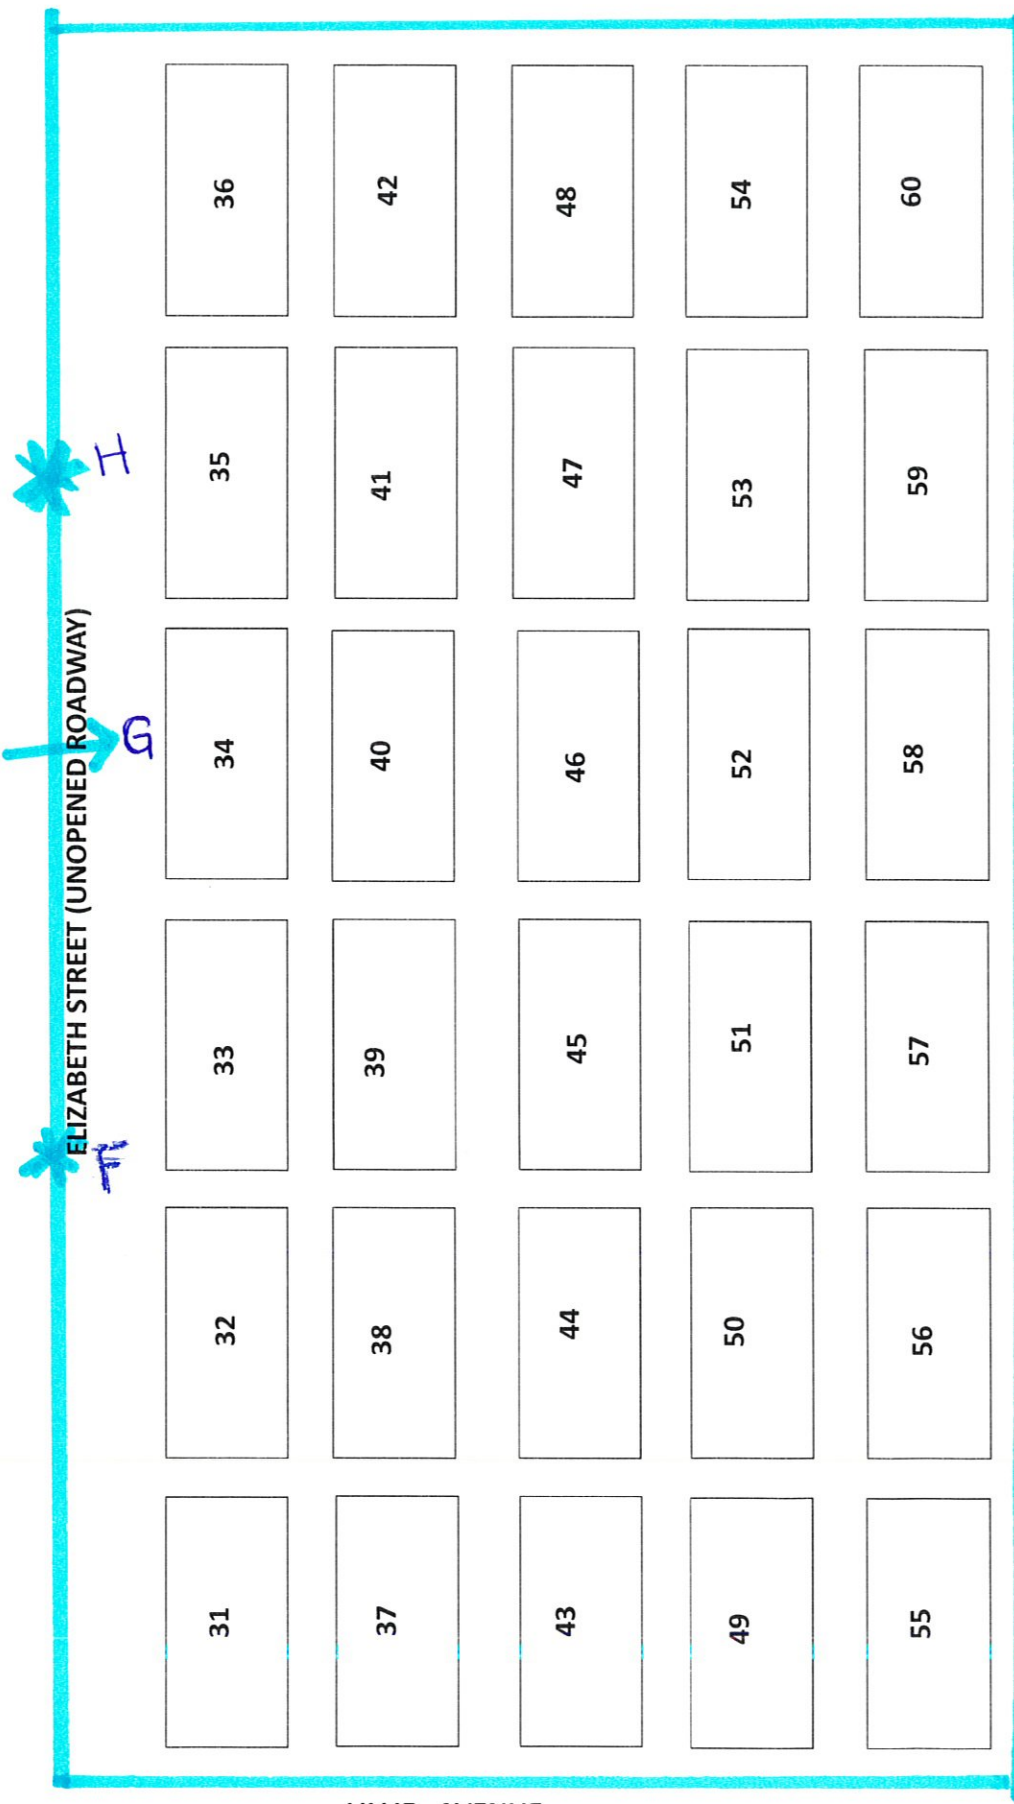 ELIZABETH STREET (UNOPENED ROADWAY)
F
G
H
31 32 33 34 35 36
37 38 39 40 41 42
43 44 45 46 47 48
49 50 51 52 53 54
55 56 57 58 59 60